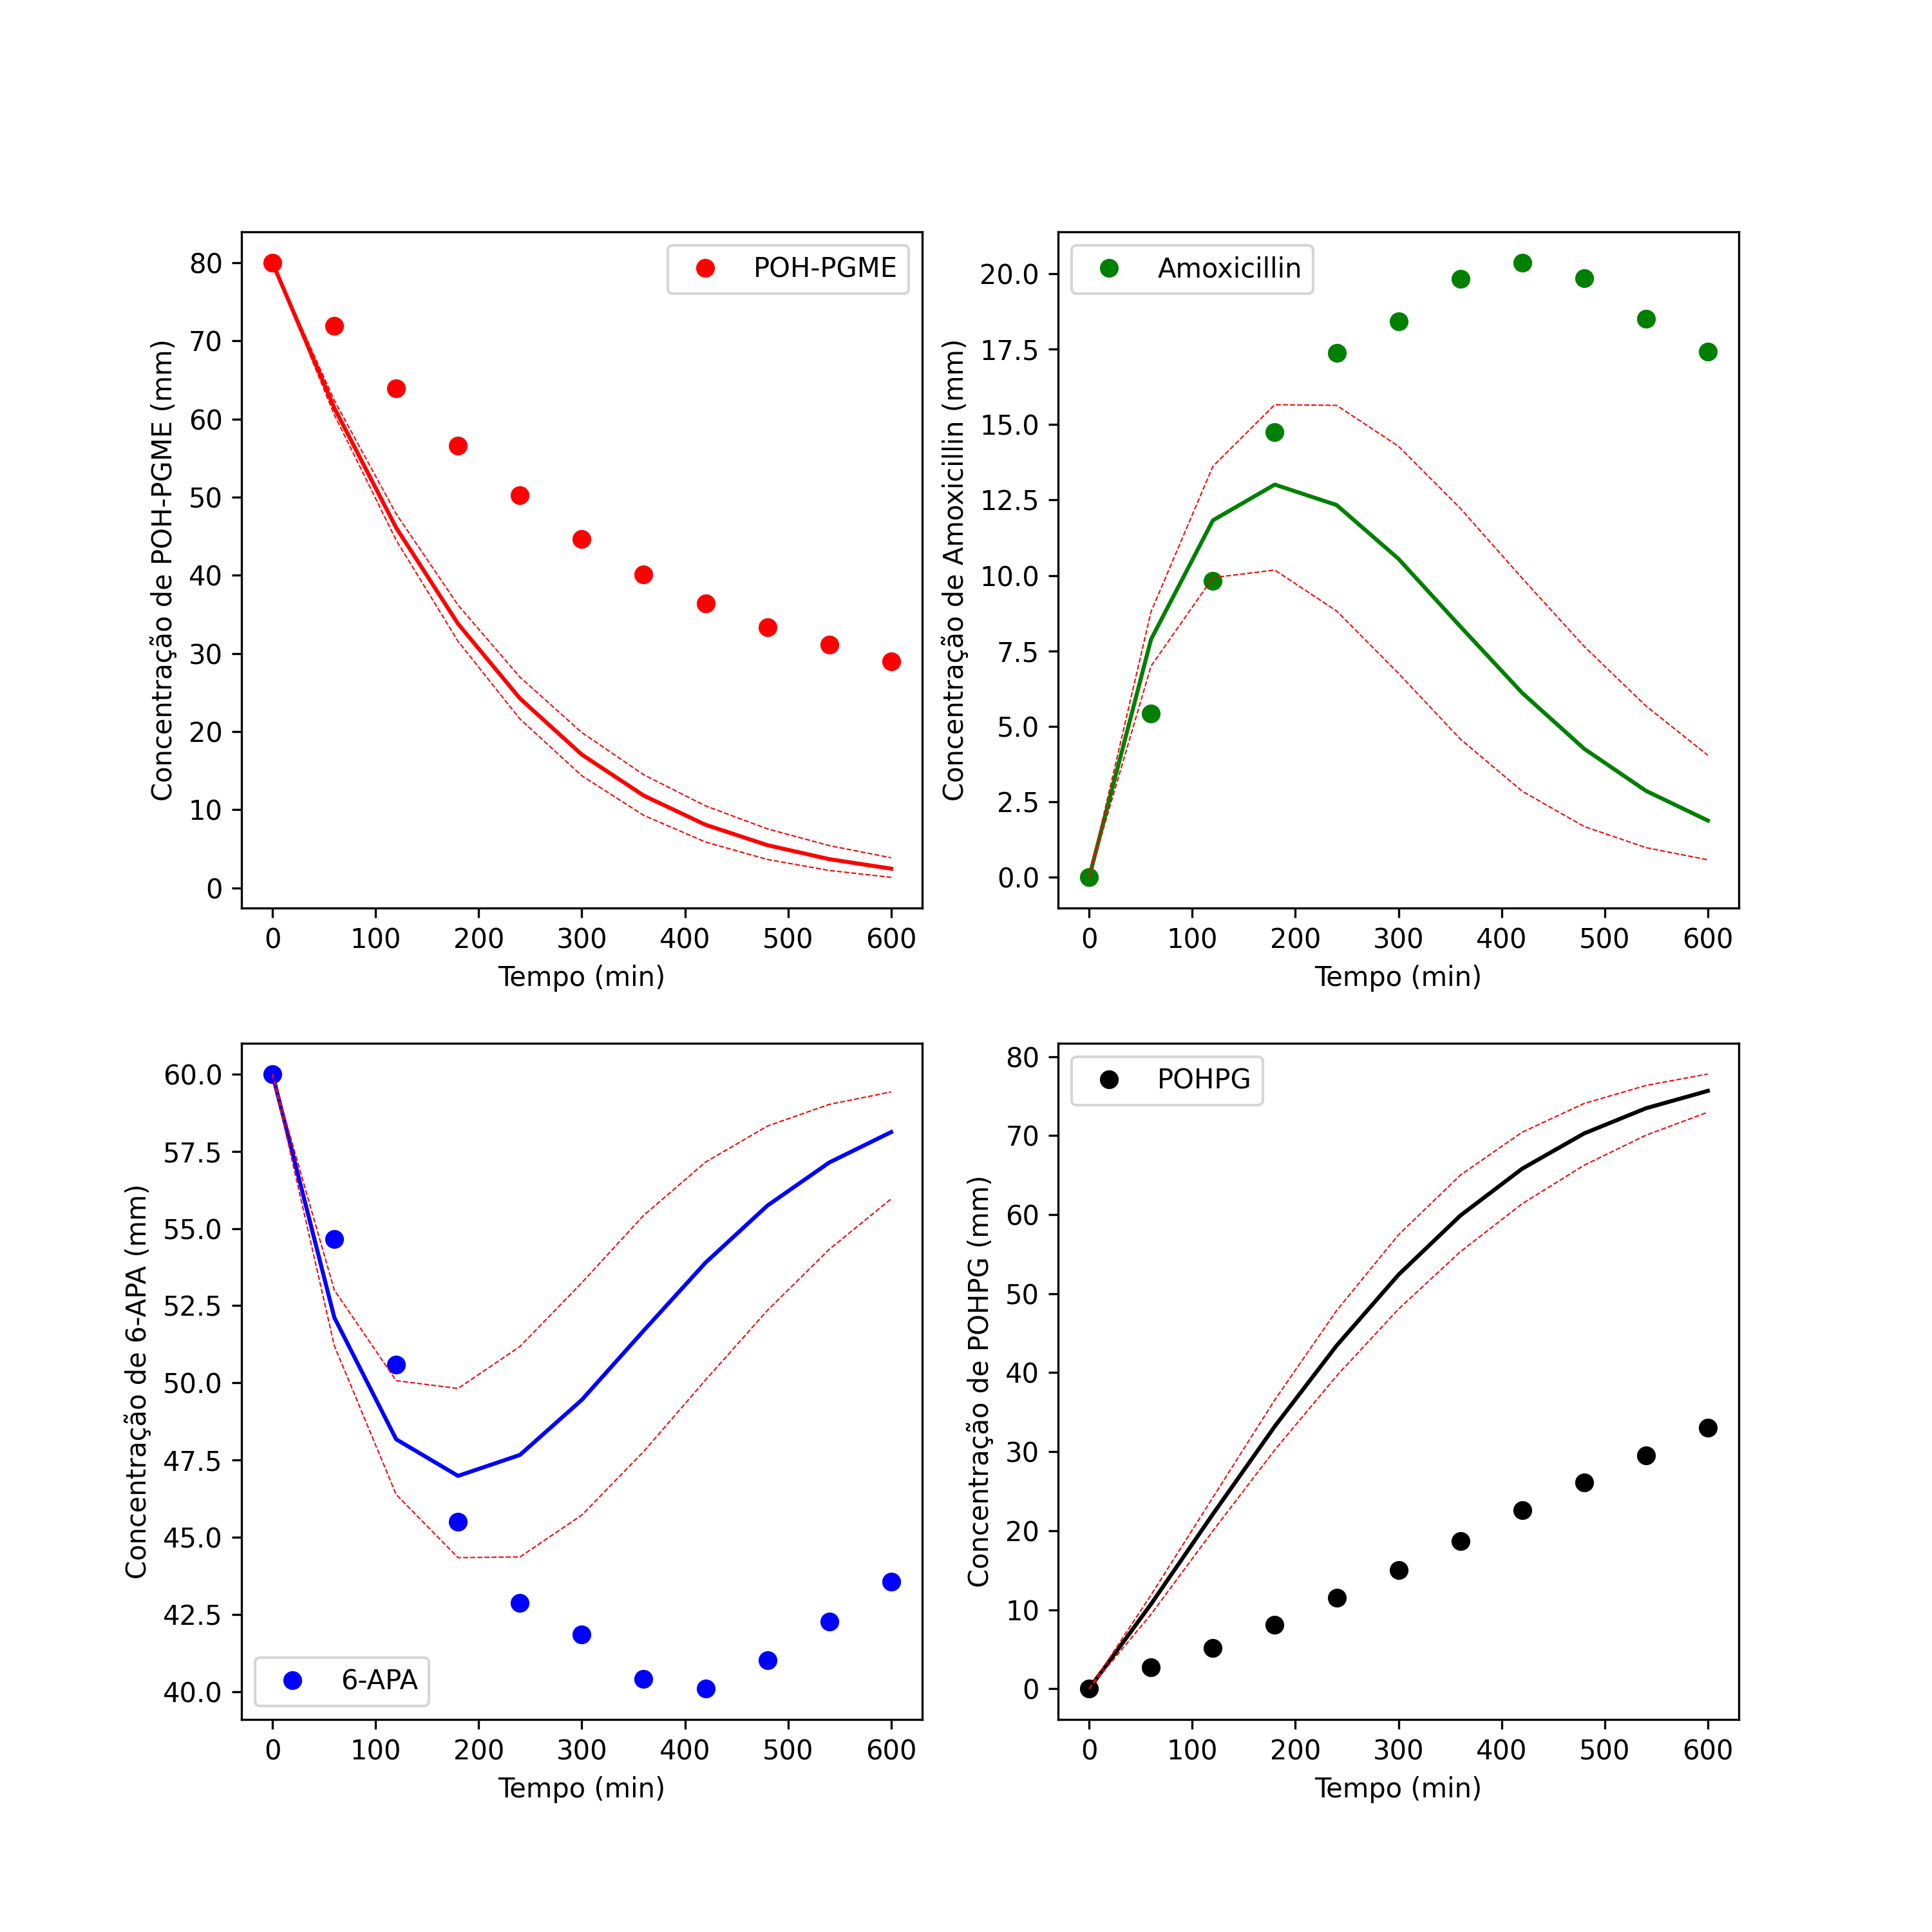 POH-PGME
80
70
60
50
40
30
20
10
0
Concentração de POH-PGME (mm)
0 100 200 300 400 500 600
Tempo (min)
Amoxicillin
20.0
17.5
15.0
12.5
10.0
7.5
5.0
2.5
0.0
Concentração de Amoxicillin (mm)
0 100 200 300 400 500 600
Tempo (min)
60.0
57.5
55.0
52.5
50.0
47.5
45.0
42.5
40.0
Concentração de 6-APA (mm)
6-APA
0 100 200 300 400 500 600
Tempo (min)
POHPG
80
70
60
50
40
30
20
10
0
Concentração de POHPG (mm)
0 100 200 300 400 500 600
Tempo (min)